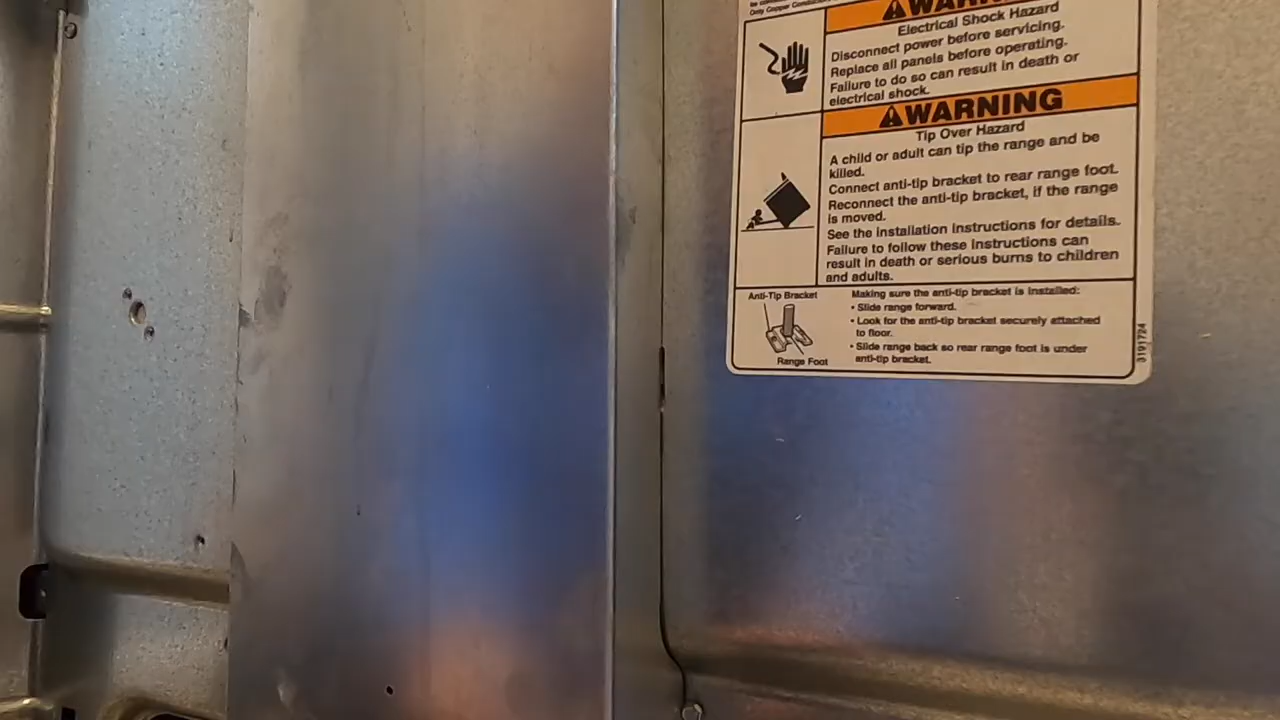 Only Copper Conductors
WARN
Electrical Shock Hazard
Disconnect power before servicing.
Replace all panels before operating.
Failure to do so can result in death or
electrical shock.
WARNING
Tip Over Hazard
A child or adult can tip the range and be
killed.
Connect anti-tip bracket to rear range foot.
Reconnect the anti-tip bracket, if the range
is moved.
See the installation instructions for details.
Failure to follow these instructions can
result in death or serious burns to children
and adults.
Anti-Tip Bracket
Range Foot
Making sure the anti-tip bracket is installed:
• Slide range forward.
• Look for the anti-tip bracket securely attached
to floor.
• Slide range back so rear range foot is under
anti-tip bracket.
3191724